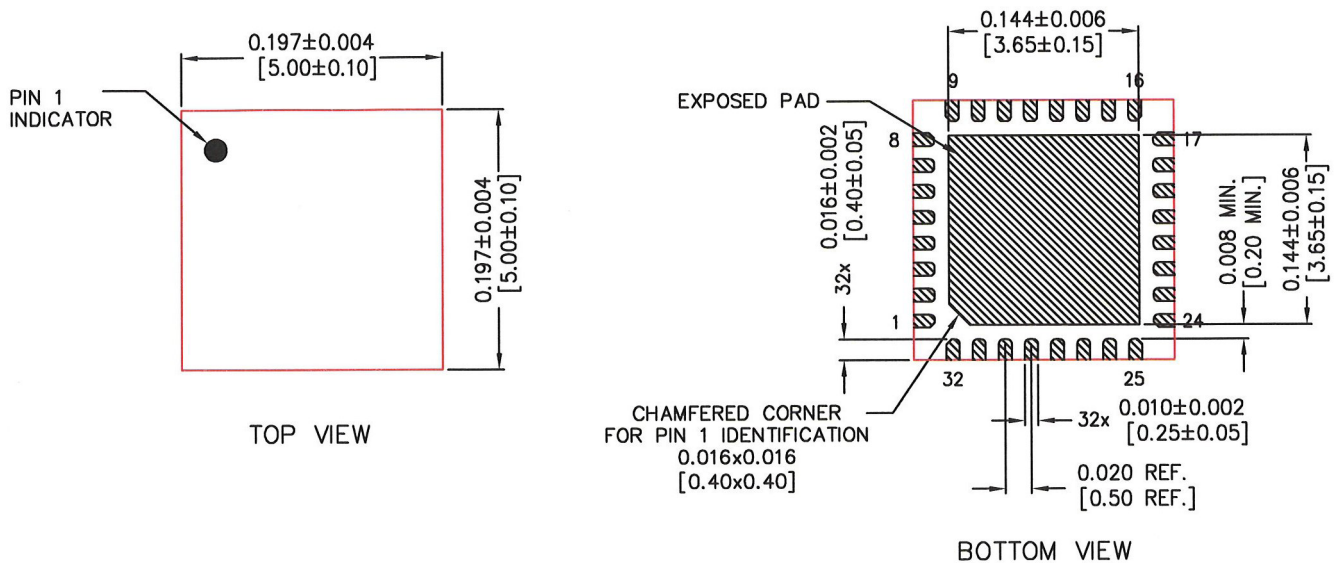 0.197±0.004
[5.00±0.10]
PIN 1
INDICATOR
0.197±0.004
[5.00±0.10]
TOP VIEW
0.144±0.006
[3.65±0.15]
9
16
EXPOSED PAD
8
17
0.016±0.002
[0.40±0.05]
32x
0.008 MIN.
[0.20 MIN.]
0.144±0.006
[3.65±0.15]
1
24
32
25
CHAMFERED CORNER
FOR PIN 1 IDENTIFICATION
0.016x0.016
[0.40x0.40]
32x
0.010±0.002
[0.25±0.05]
0.020 REF.
[0.50 REF.]
BOTTOM VIEW